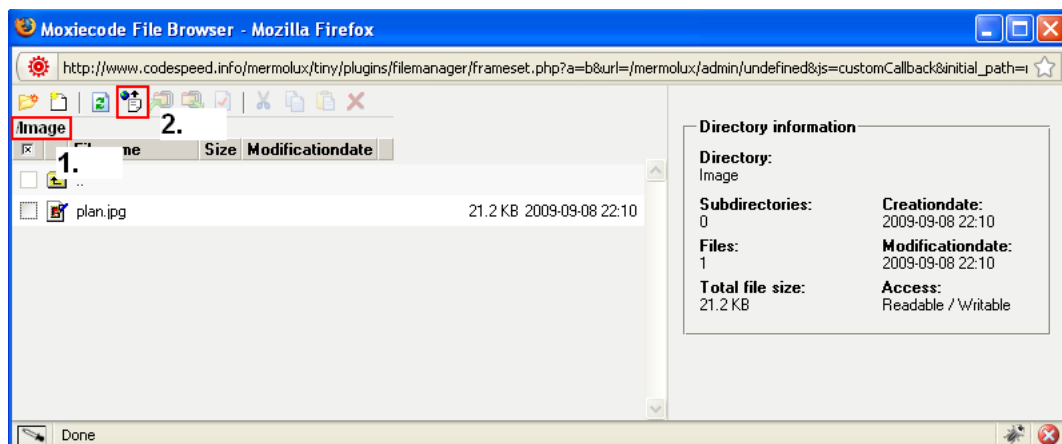 Moxiecode File Browser - Mozilla Firefox
http://www.codespeed.info/mermolux/tiny/plugins/filemanager/frameset.php?a=b&url=/mermolux/admin/undefined&js=customCallback&initial_path=
/Image
2.
1.
Size Modificationdate
..
plan.jpg 21.2 KB 2009-09-08 22:10
Directory information
Directory:
Image
Subdirectories: Creationdate:
0 2009-09-08 22:10
Files: Modificationdate:
1 2009-09-08 22:10
Total file size: Access:
21.2 KB Readable / Writable
Done